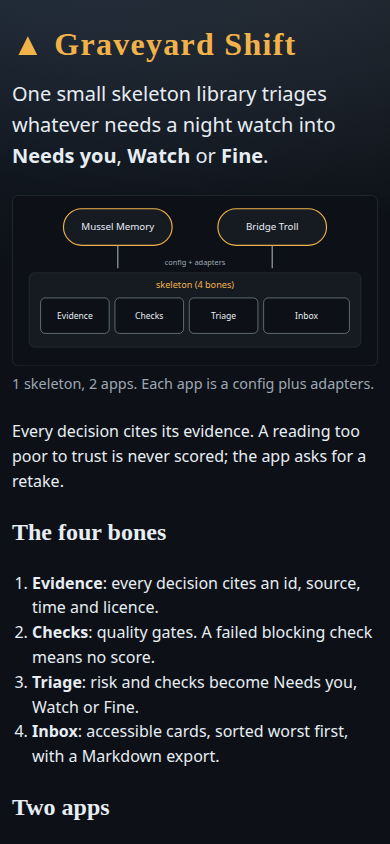 ▲ Graveyard Shift
One small skeleton library triages
whatever needs a night watch into
Needs you, Watch or Fine.
Mussel Memory
Bridge Troll
config + adapters
skeleton (4 bones)
Evidence
Checks
Triage
Inbox
1 skeleton, 2 apps. Each app is a config plus adapters.
Every decision cites its evidence. A reading too
poor to trust is never scored; the app asks for a
retake.
The four bones
1. Evidence: every decision cites an id, source,
time and licence.
2. Checks: quality gates. A failed blocking check
means no score.
3. Triage: risk and checks become Needs you,
Watch or Fine.
4. Inbox: accessible cards, sorted worst first,
with a Markdown export.
Two apps